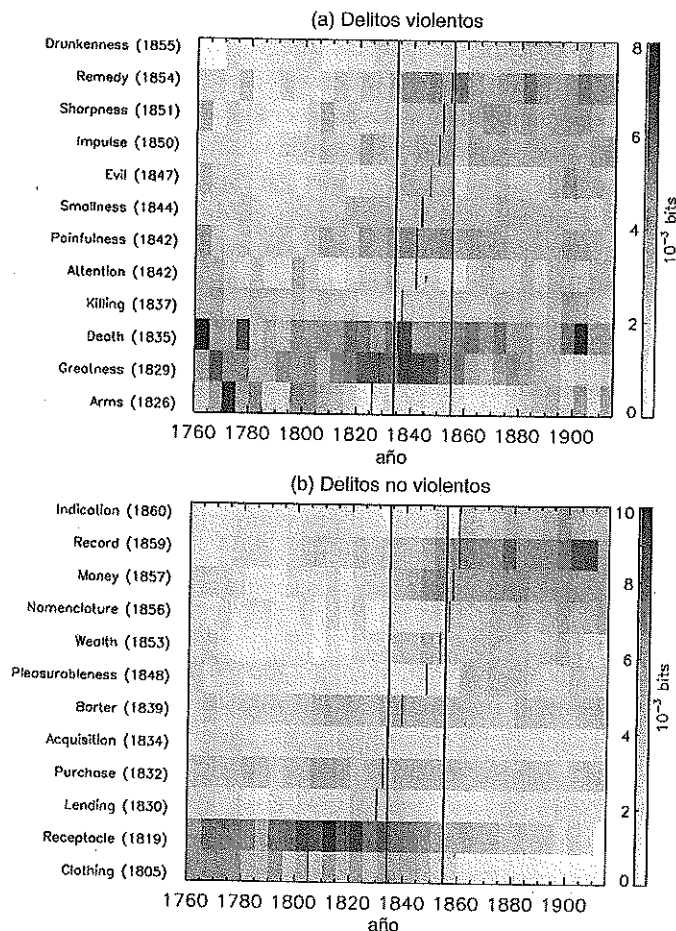 (a) Delitos violentos
Drunkenness (1855)
Remedy (1854)
Sharpness (1851)
Impulse (1850)
Evil (1847)
Smallness (1844)
Painfulness (1842)
Attention (1842)
Killing (1837)
Death (1835)
Greatness (1829)
Arms (1826)
1760 1780 1800 1820 1840 1860 1880 1900
año
8
6
4
2
0
10⁻³ bits
(b) Delitos no violentos
Indication (1860)
Record (1859)
Money (1857)
Nomenclature (1856)
Wealth (1853)
Pleasurableness (1848)
Barter (1839)
Acquisition (1834)
Purchase (1832)
Lending (1830)
Receptacle (1819)
Clothing (1805)
1760 1780 1800 1820 1840 1860 1880 1900
año
10
8
6
4
2
0
10⁻³ bits